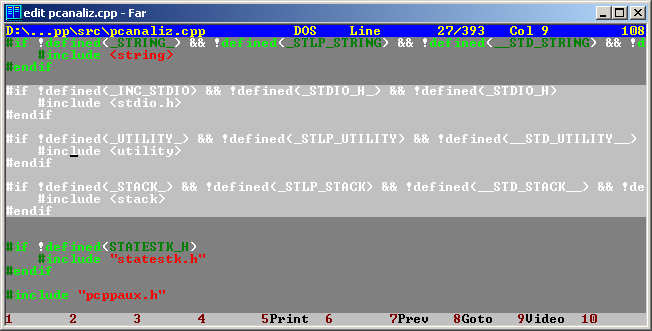 edit pcanaliz.cpp - Far
D:\...pp\src\pcanaliz.cpp DOS Line 27/393 Col 9 108
#if !defined(_STRING_) && !defined(_STLP_STRING) && !defined(__STD_STRING) && !d
#include <string>
#endif
#if !defined(_INC_STDIO) && !defined(_STDIO_H_) && !defined(_STDIO_H)
#include <stdio.h>
#endif
#if !defined(_UTILITY_) && !defined(_STLP_UTILITY) && !defined(__STD_UTILITY__)
#include <utility>
#endif
#if !defined(_STACK_) && !defined(_STLP_STACK) && !defined(__STD_STACK__) && !de
#include <stack>
#endif
#if !defined(STATESTK_H)
#include "statestk.h"
#endif
#include "pcppaux.h"
1 2 3 4 5Print 6 7Prev 8Goto 9Video 10